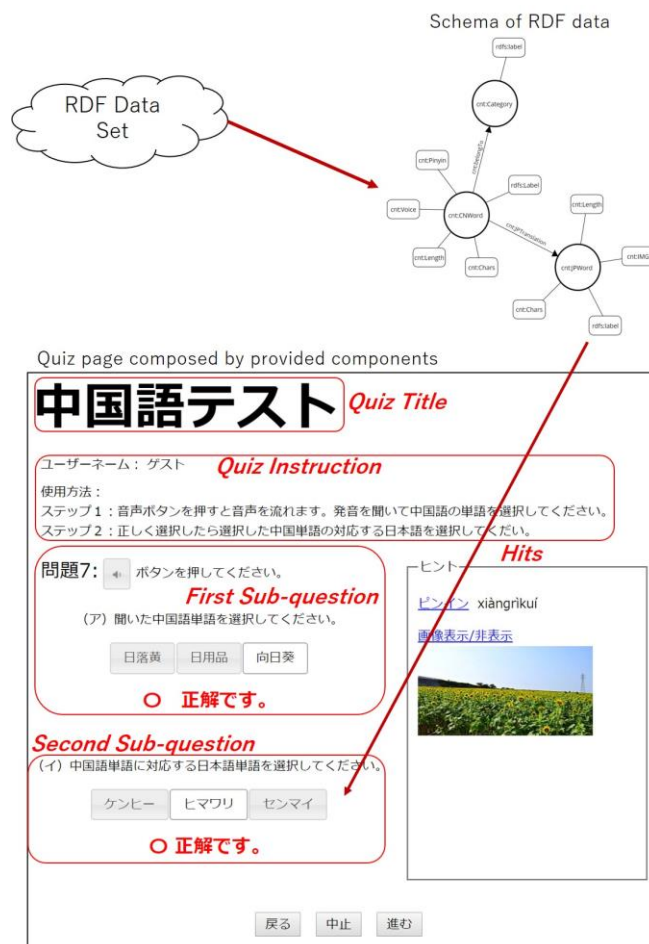 Schema of RDF data
RDF Data
Set
rdfs:label
cnt:Category
cnt:belongTo
cnt:Pinyin
rdfs:Label
cnt:Voice
cnt:CNWord
cnt:Length
cnt:Chars
cnt:JPTranslation
cnt:Length
cnt:IMG
cnt:JPWord
cnt:Chars
rdfs:label
Quiz page composed by provided components
中国語テスト Quiz Title
ユーザーネーム： ゲスト Quiz Instruction
使用方法：
ステップ１：音声ボタンを押すと音声を流れます。発音を聞いて中国語の単語を選択してください。
ステップ２：正しく選択したら選択した中国単語の対応する日本語を選択してくだい。
Hits
問題7: ボタンを押してください。
First Sub-question
（ア）聞いた中国語単語を選択してください。
日落黄 日用品 向日葵
〇 正解です。
Second Sub-question
（イ）中国語単語に対応する日本語単語を選択してください。
ケンヒー ヒマワリ センマイ
〇 正解です。
ヒント
ピンイン xiàngrìkuí
画像表示/非表示
戻る 中止 進む